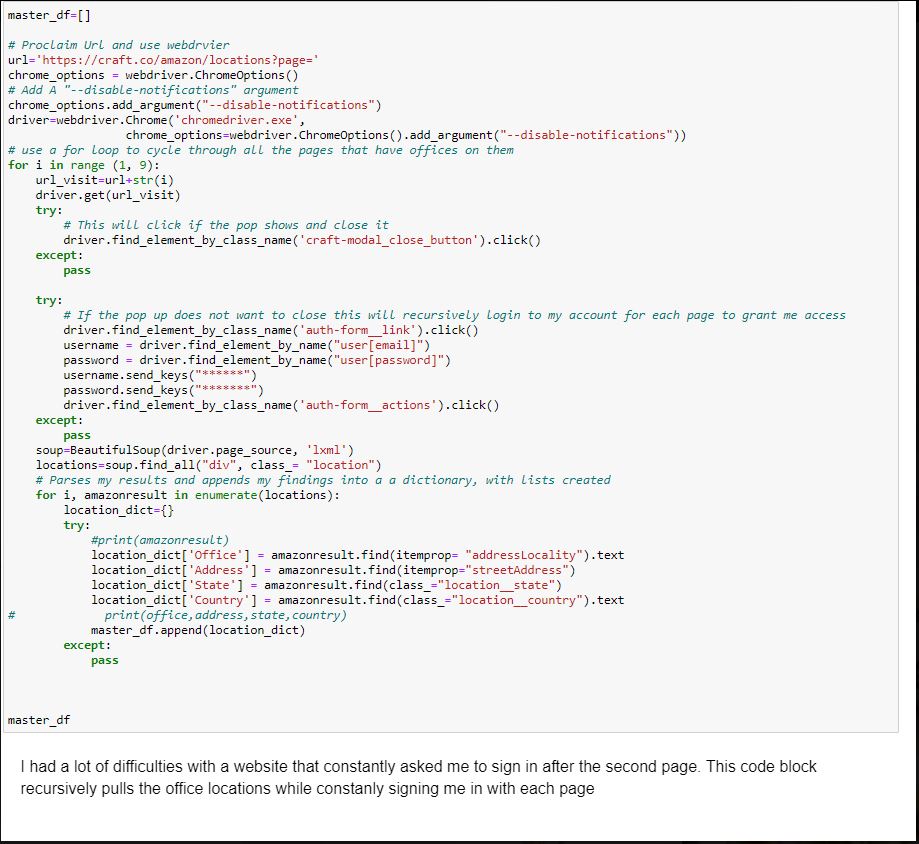 master_df=[]
# Proclaim Url and use webdrvier
url='https://craft.co/amazon/locations?page='
chrome_options = webdriver.ChromeOptions()
# Add A "--disable-notifications" argument
chrome_options.add_argument("--disable-notifications")
driver=webdriver.Chrome('chromedriver.exe',
chrome_options=webdriver.ChromeOptions().add_argument("--disable-notifications"))
# use a for loop to cycle through all the pages that have offices on them
for i in range (1, 9):
    url_visit=url+str(i)
    driver.get(url_visit)
    try:
        # This will click if the pop shows and close it
        driver.find_element_by_class_name('craft-modal_close_button').click()
    except:
        pass
    try:
        # If the pop up does not want to close this will recursively login to my account for each page to grant me access
        driver.find_element_by_class_name('auth-form__link').click()
        username = driver.find_element_by_name("user[email]")
        password = driver.find_element_by_name("user[password]")
        username.send_keys("******")
        password.send_keys("*******")
        driver.find_element_by_class_name('auth-form__actions').click()
    except:
        pass
    soup=BeautifulSoup(driver.page_source, 'lxml')
    locations=soup.find_all("div", class_= "location")
    # Parses my results and appends my findings into a a dictionary, with lists created
    for i, amazonresult in enumerate(locations):
        location_dict={}
        try:
            #print(amazonresult)
            location_dict['Office'] = amazonresult.find(itemprop= "addressLocality").text
            location_dict['Address'] = amazonresult.find(itemprop="streetAddress")
            location_dict['State'] = amazonresult.find(class_="location__state")
            location_dict['Country'] = amazonresult.find(class_="location__country").text
#             print(office,address,state,country)
            master_df.append(location_dict)
        except:
            pass
master_df
I had a lot of difficulties with a website that constantly asked me to sign in after the second page. This code block
recursively pulls the office locations while constanly signing me in with each page